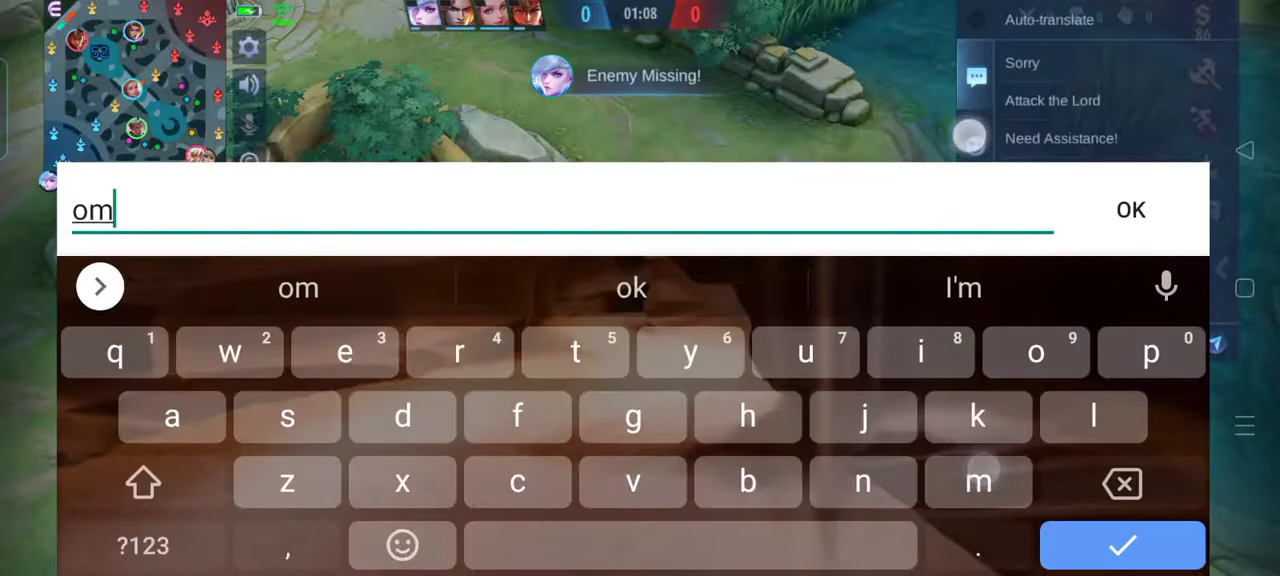 0 01:08 0
Auto-translate
86
Enemy Missing!
Sorry
Attack the Lord
Need Assistance!
om
OK
om ok I'm
q 1 w 2 e 3 r 4 t 5 y 6 u 7 i 8 o 9 p 0
a s d f g h j k l
z x c v b n m
?123 , .